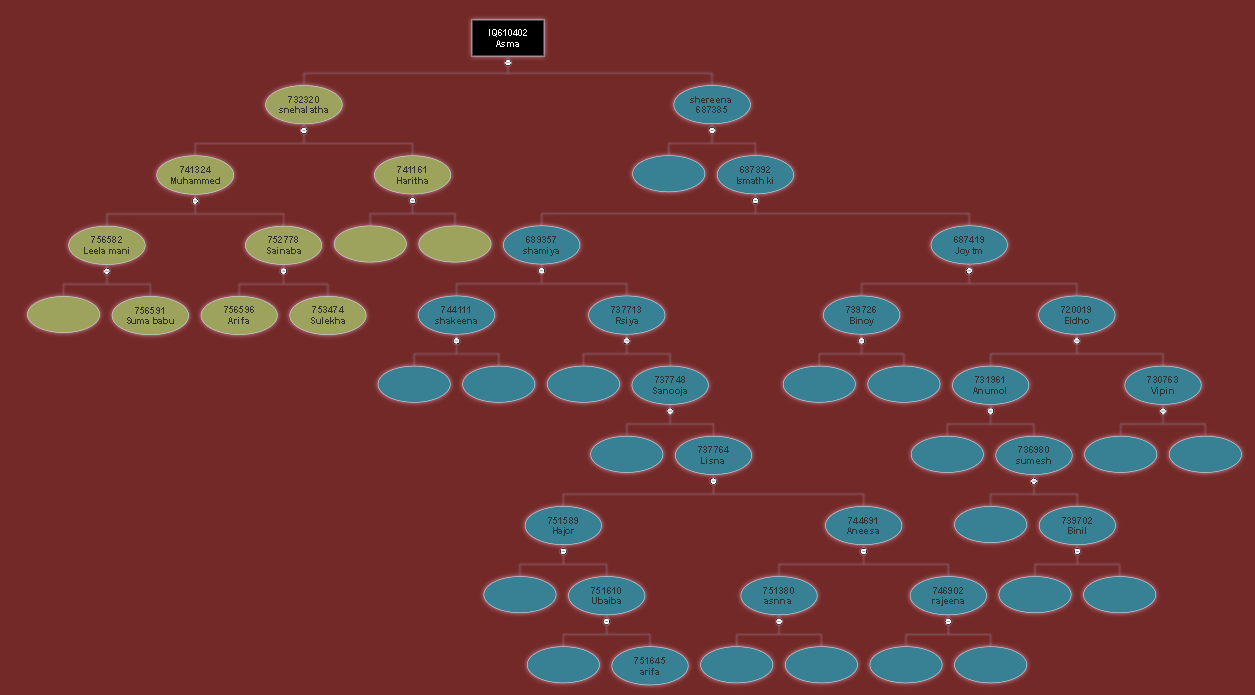 IQ610402
Asma
732320
snehalatha
shereena
687385
741324
Muhammed
741161
Haritha
687392
Ismath ki
756582
Leela mani
752778
Sainaba
689357
shamiya
687419
Joytm
756591
Suma babu
756596
Arifa
753474
Sulekha
744111
shakeena
737713
Rsiya
739726
Binoy
720019
Eldho
737748
Sanooja
731961
Anumol
730763
Vipin
737764
Lisna
736980
sumesh
751589
Hajor
744691
Aneesa
739702
Binil
751610
Ubaiba
751380
asnna
746902
rajeena
751645
arifa